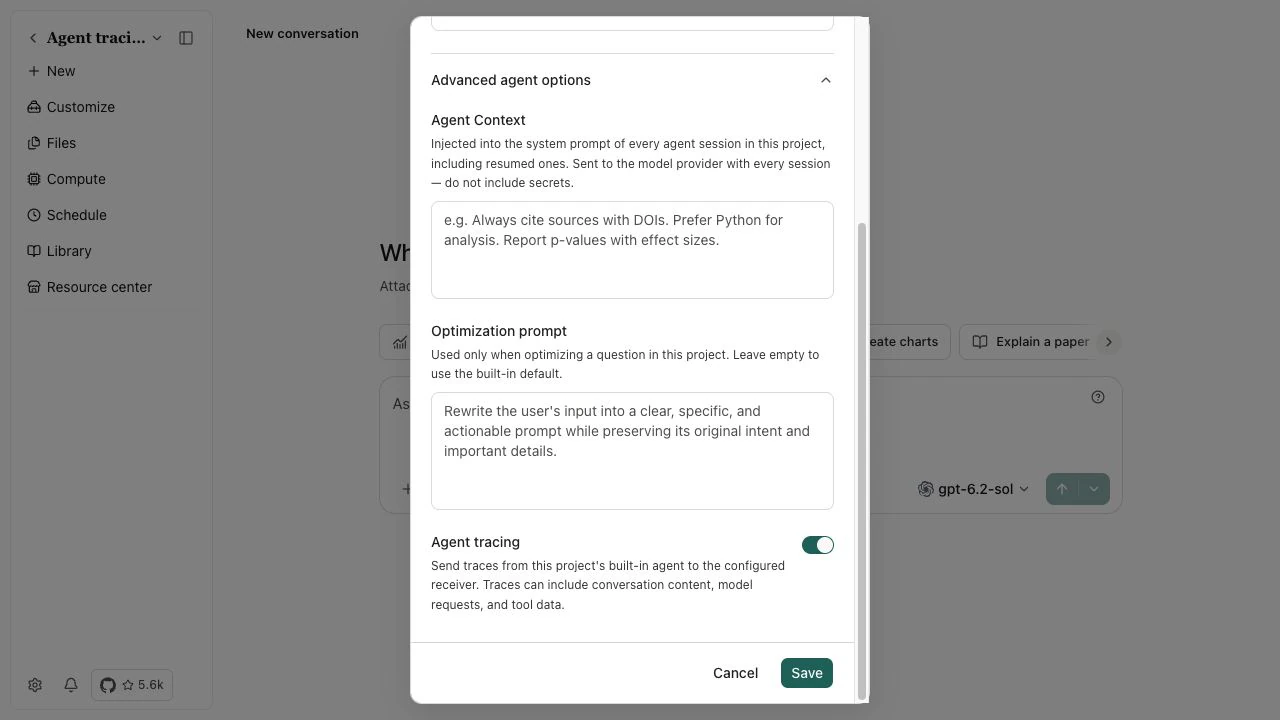 Agent traci...
New conversation
New
Customize
Files
Compute
Schedule
Library
Resource center
5.6k
Advanced agent options
Agent Context
Injected into the system prompt of every agent session in this project,
including resumed ones. Sent to the model provider with every session
— do not include secrets.
e.g. Always cite sources with DOIs. Prefer Python for
analysis. Report p-values with effect sizes.
Optimization prompt
Used only when optimizing a question in this project. Leave empty to
use the built-in default.
Rewrite the user's input into a clear, specific, and
actionable prompt while preserving its original intent and
important details.
Agent tracing
Send traces from this project's built-in agent to the configured
receiver. Traces can include conversation content, model
requests, and tool data.
Cancel
Save
charts
Explain a paper
gpt-6.2-sol